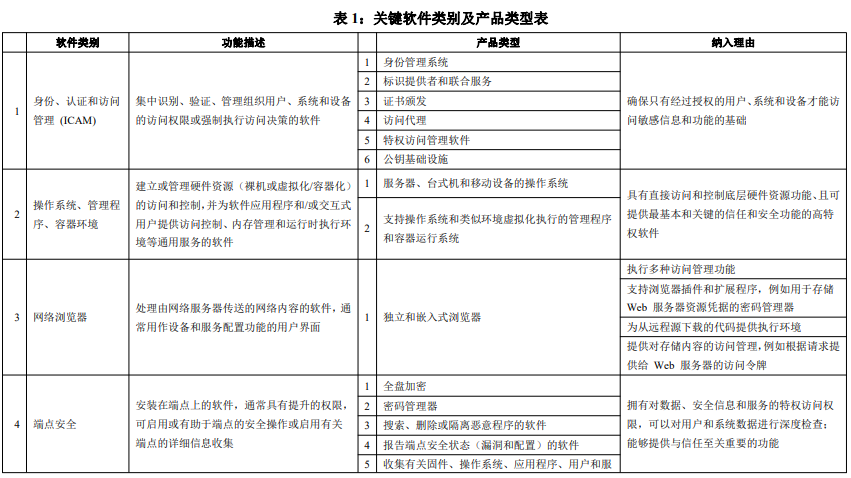 表 1：关键软件类别及产品类型表
软件类别 功能描述 产品类型 纳入理由
1
身份、认证和访问
管理 (ICAM)
集中识别、验证、管理组织用户、系统和设备
的访问权限或强制执行访问决策的软件
1 身份管理系统
2 标识提供者和联合服务
3 证书颁发
4 访问代理
5 特权访问管理软件
6 公钥基础设施
确保只有经过授权的用户、系统和设备才能访
问敏感信息和功能的基础
2
操作系统、管理程
序、容器环境
建立或管理硬件资源（裸机或虚拟化/容器化）
的访问和控制，并为软件应用程序和/或交互式
用户提供访问控制、内存管理和运行时执行环
境等通用服务的软件
1 服务器、台式机和移动设备的操作系统
2
支持操作系统和类似环境虚拟化执行的管理程序
和容器运行系统
具有直接访问和控制底层硬件资源功能、且可
提供最基本和关键的信任和安全功能的高特
权软件
3 网络浏览器
处理由网络服务器传送的网络内容的软件，通
常用作设备和服务配置功能的用户界面
1 独立和嵌入式浏览器
执行多种访问管理功能
支持浏览器插件和扩展程序，例如用于存储
Web 服务器资源凭据的密码管理器
为从远程源下载的代码提供执行环境
提供对存储内容的访问管理，例如根据请求提
供给 Web 服务器的访问令牌
4 端点安全
安装在端点上的软件，通常具有提升的权限，
可启用或有助于端点的安全操作或启用有关
端点的详细信息收集
1 全盘加密
2 密码管理器
3 搜索、删除或隔离恶意程序的软件
4 报告端点安全状态（漏洞和配置）的软件
5 收集有关固件、操作系统、应用程序、用户和服
拥有对数据、安全信息和服务的特权访问权
限，可以对用户和系统数据进行深度检查；
能够提供与信任至关重要的功能